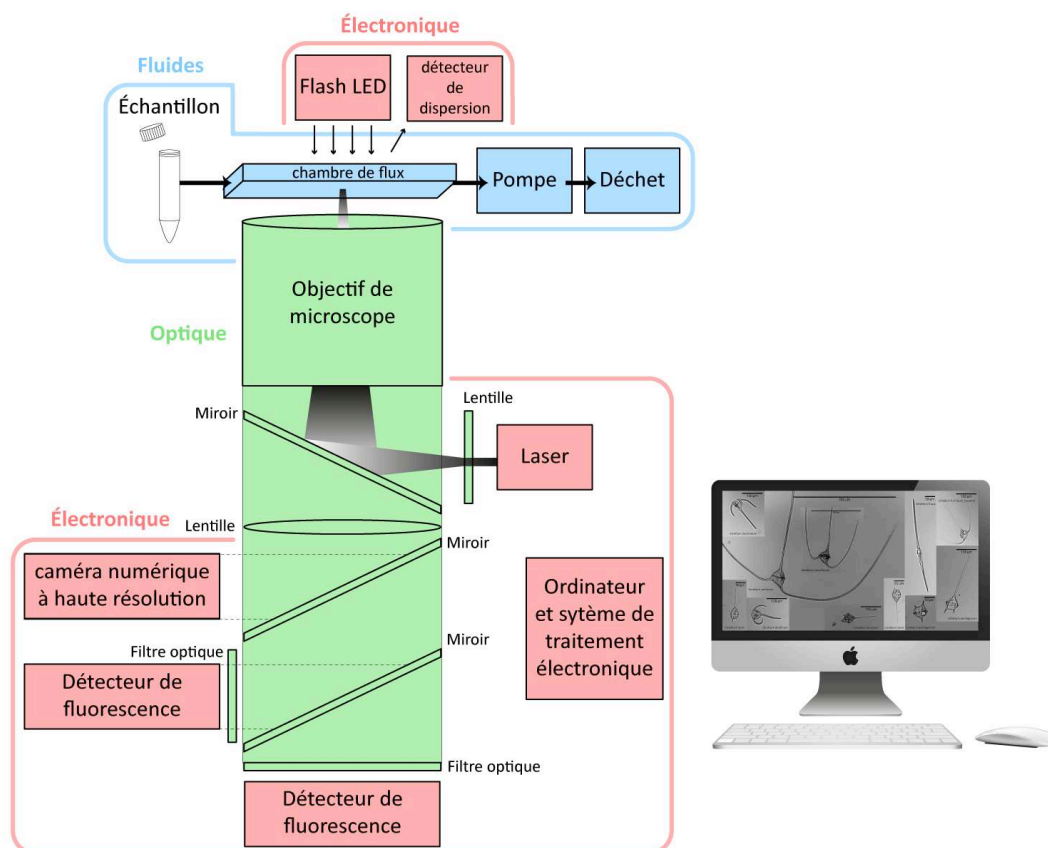 Électronique
Fluides
Flash LED
détecteur
de
dispersion
Échantillon
chambre de flux
Pompe
Déchet
Objectif de
microscope
Optique
Lentille
Miroir
Laser
Électronique
Lentille
Miroir
caméra numérique
à haute résolution
Ordinateur
et sytème de
traitement
électronique
Miroir
Filtre optique
Détecteur de
fluorescence
Filtre optique
Détecteur de
fluorescence